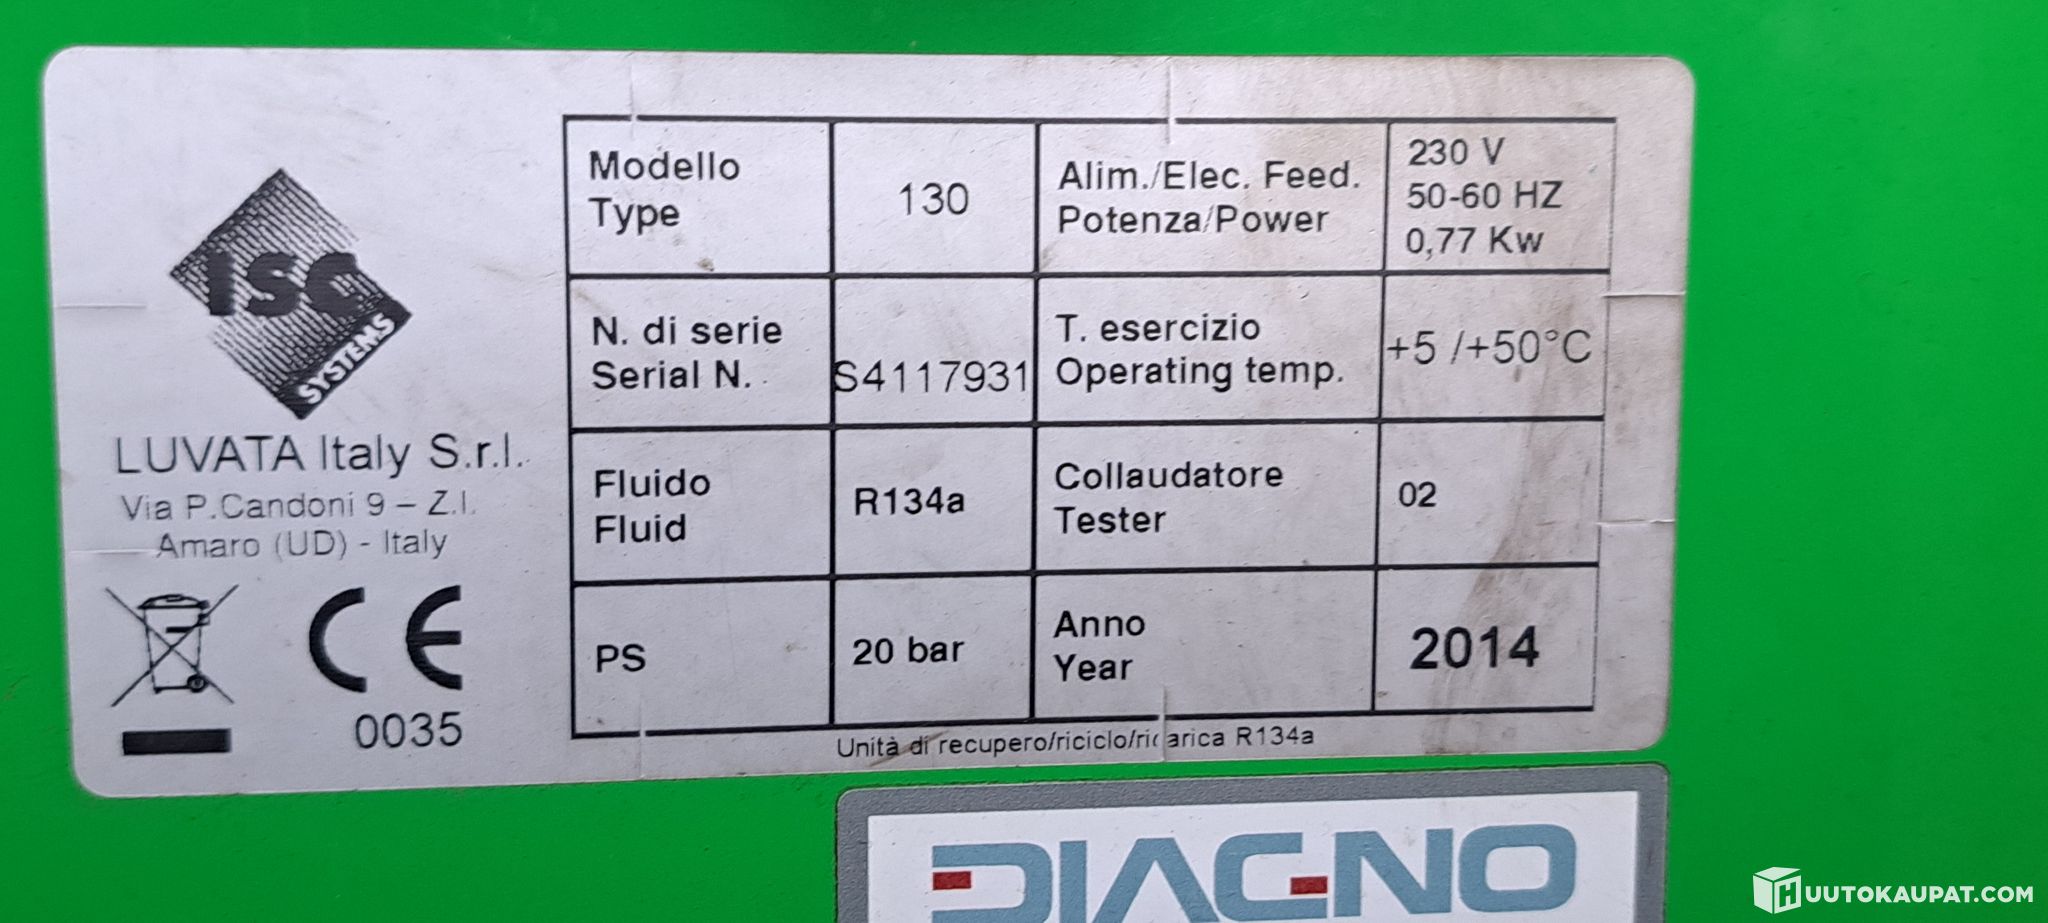 ISC
SYSTEMS
LUVATA Italy S.r.l.
Via P.Candoni 9 – Z.I.
Amaro (UD) - Italy
CE
0035
Modello
Type
130
Alim./Elec. Feed.
Potenza/Power
230 V
50-60 HZ
0,77 Kw
N. di serie
Serial N.
S4117931
T. esercizio
Operating temp.
+5 /+50°C
Fluido
Fluid
R134a
Collaudatore
Tester
02
PS
20 bar
Anno
Year
2014
Unità di recupero/riciclo/ricarica R134a
DIAGNO
HUUTOKAUPAT.COM